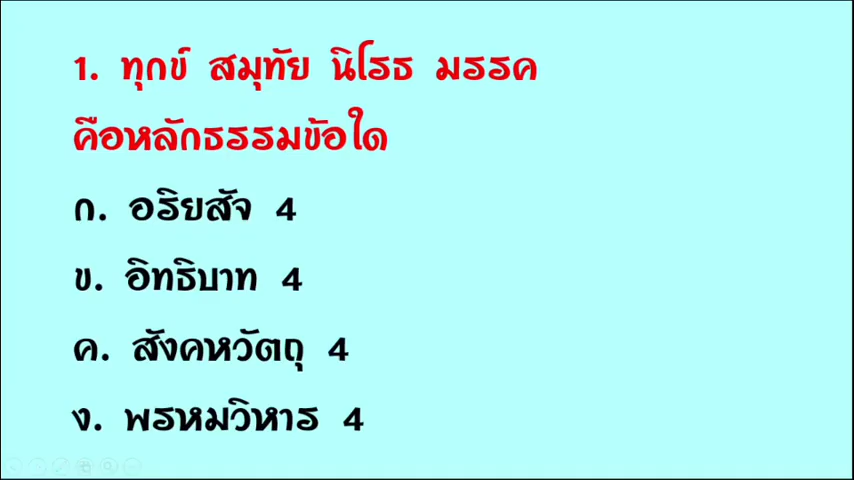 1. ทุกข์ สมุทัย นิโรธ มรรค
คือหลักธรรมข้อใด
ก. อริยสัจ 4
ข. อิทธิบาท 4
ค. สังคหวัตถุ 4
ง. พรหมวิหาร 4